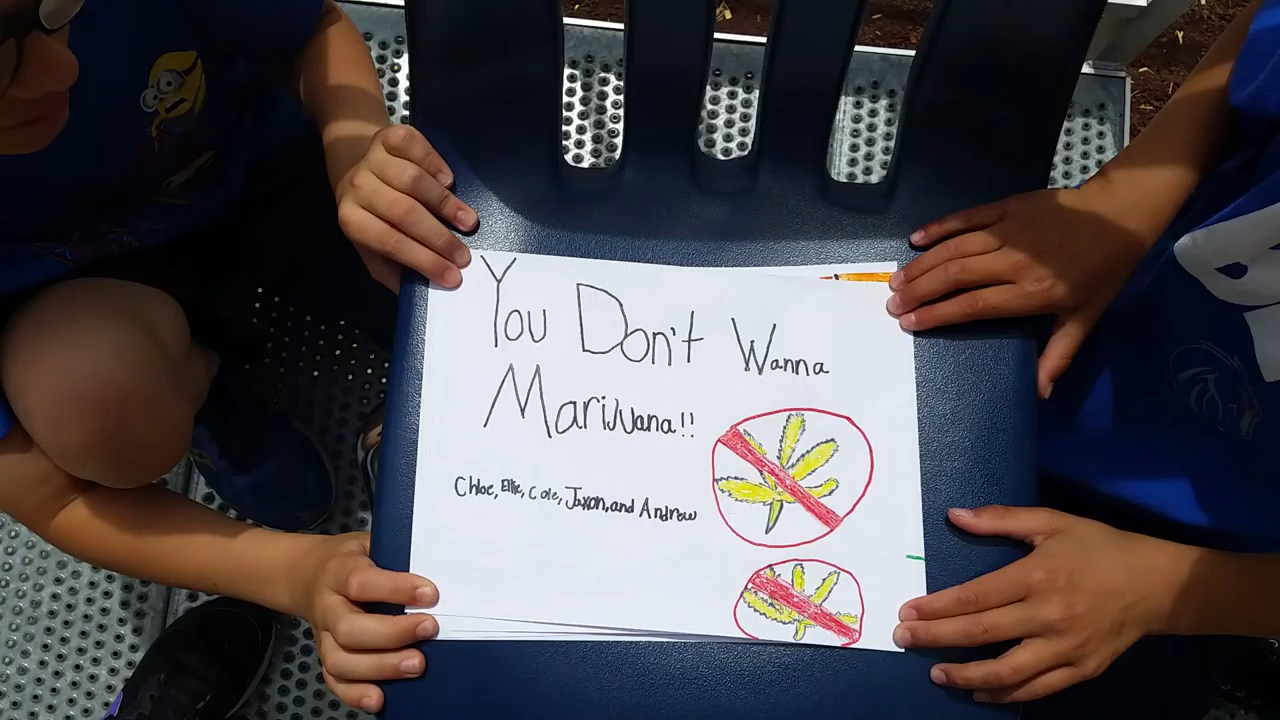 You Don't Wanna
Marijuana!!
Chloe, Ellie, Cole, Jaxon, and Andrew